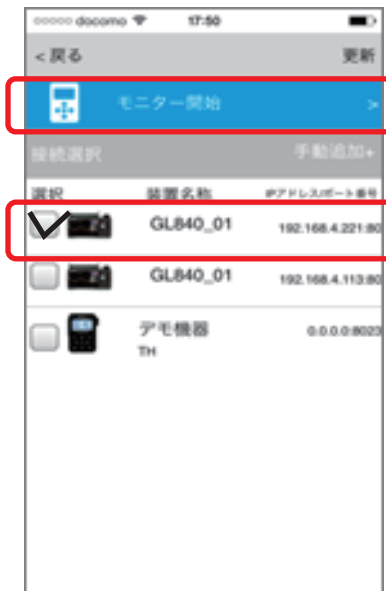 docomo 17:50
<戻る 更新
モニター開始 >
接続選択 手動追加+
選択 装置名称 IPアドレス/ポート番号
GL840_01 192.168.4.221:80
GL840_01 192.168.4.113:80
デモ機器 0.0.0.0:8023
TH